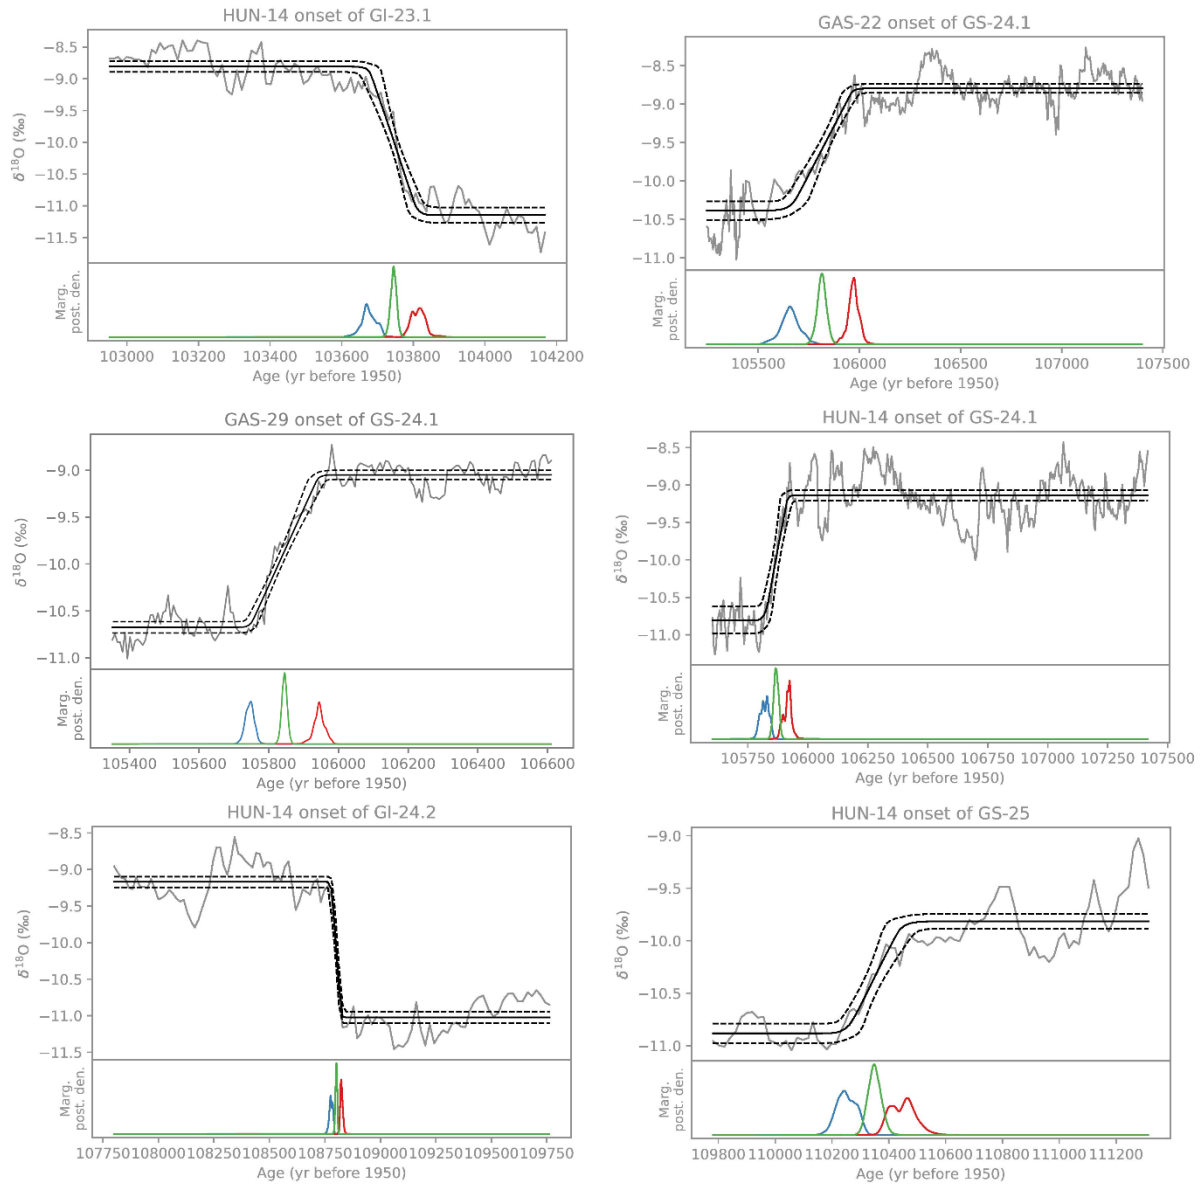 HUN-14 onset of GI-23.1
−8.5
−9.0
−9.5
−10.0
−10.5
−11.0
−11.5
δ¹⁸O (‰)
Marg.
post. den.
103000 103200 103400 103600 103800 104000 104200
Age (yr before 1950)
GAS-22 onset of GS-24.1
−8.5
−9.0
−9.5
−10.0
−10.5
−11.0
δ¹⁸O (‰)
Marg.
post. den.
105500 106000 106500 107000 107500
Age (yr before 1950)
GAS-29 onset of GS-24.1
−9.0
−9.5
−10.0
−10.5
−11.0
δ¹⁸O (‰)
Marg.
post. den.
105400 105600 105800 106000 106200 106400 106600
Age (yr before 1950)
HUN-14 onset of GS-24.1
−8.5
−9.0
−9.5
−10.0
−10.5
−11.0
δ¹⁸O (‰)
Marg.
post. den.
105750 106000 106250 106500 106750 107000 107250 107500
Age (yr before 1950)
HUN-14 onset of GI-24.2
−8.5
−9.0
−9.5
−10.0
−10.5
−11.0
−11.5
δ¹⁸O (‰)
Marg.
post. den.
107750 108000 108250 108500 108750 109000 109250 109500 109750
Age (yr before 1950)
HUN-14 onset of GS-25
−9.0
−9.5
−10.0
−10.5
−11.0
δ¹⁸O (‰)
Marg.
post. den.
109800 110000 110200 110400 110600 110800 111000 111200
Age (yr before 1950)